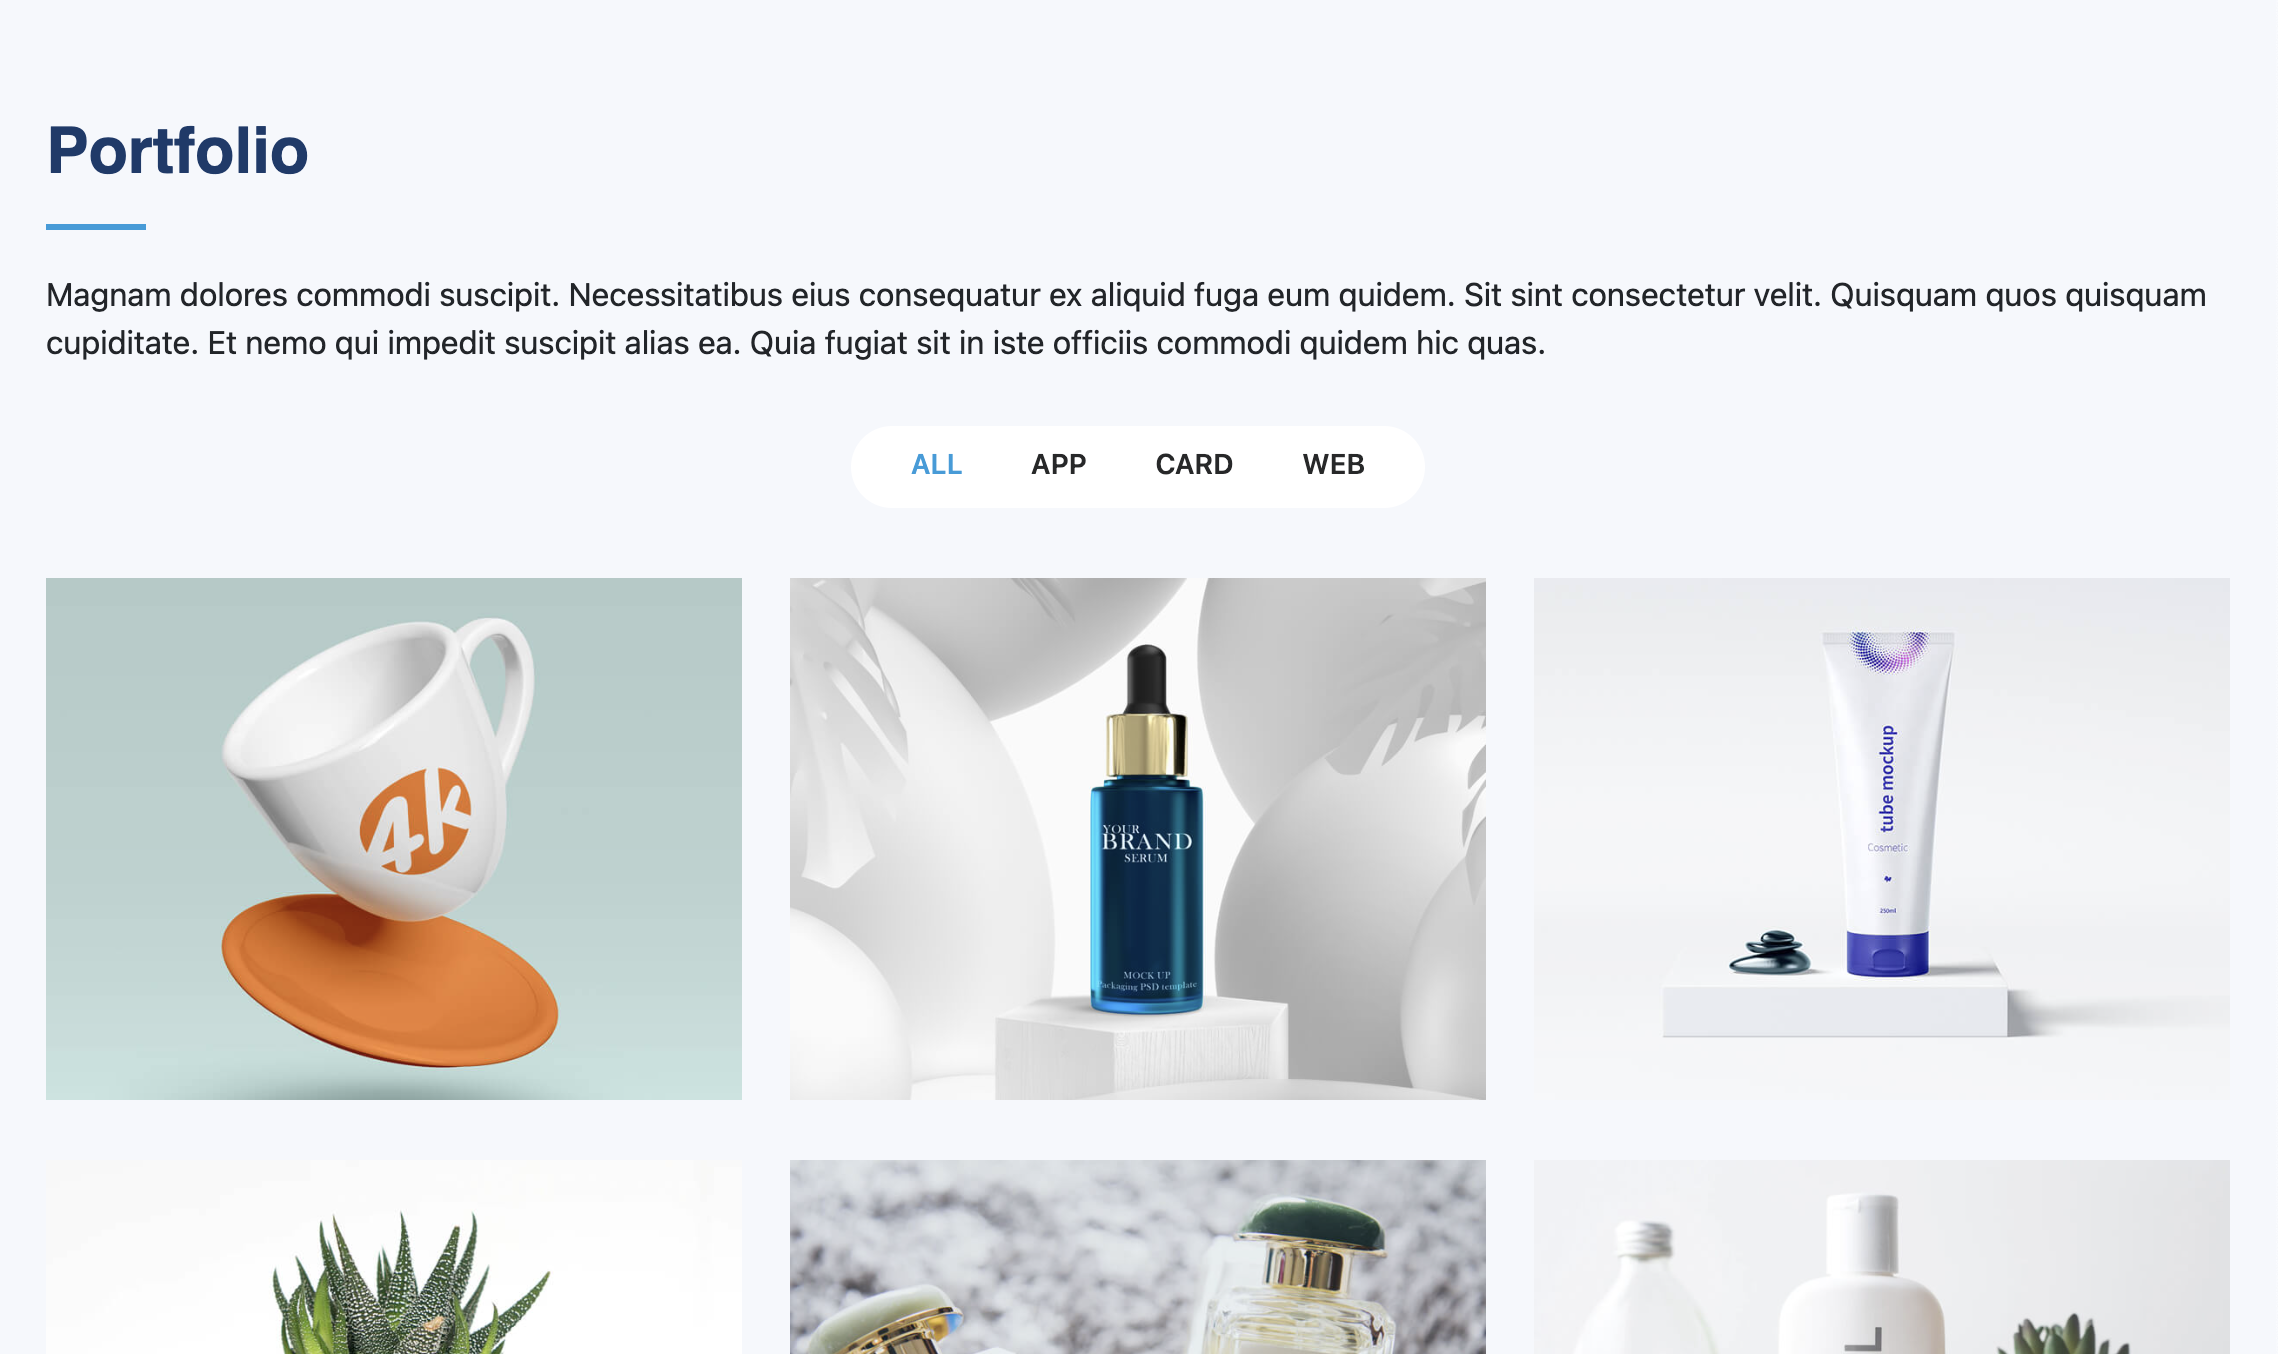 Portfolio
Magnam dolores commodi suscipit. Necessitatibus eius consequatur ex aliquid fuga eum quidem. Sit sint consectetur velit. Quisquam quos quisquam
cupiditate. Et nemo qui impedit suscipit alias ea. Quia fugiat sit in iste officiis commodi quidem hic quas.
ALL APP CARD WEB
4k
YOUR
BRAND
SERUM
MOCK UP
Packaging PSD template
tube mockup
Cosmetic
250ml
L